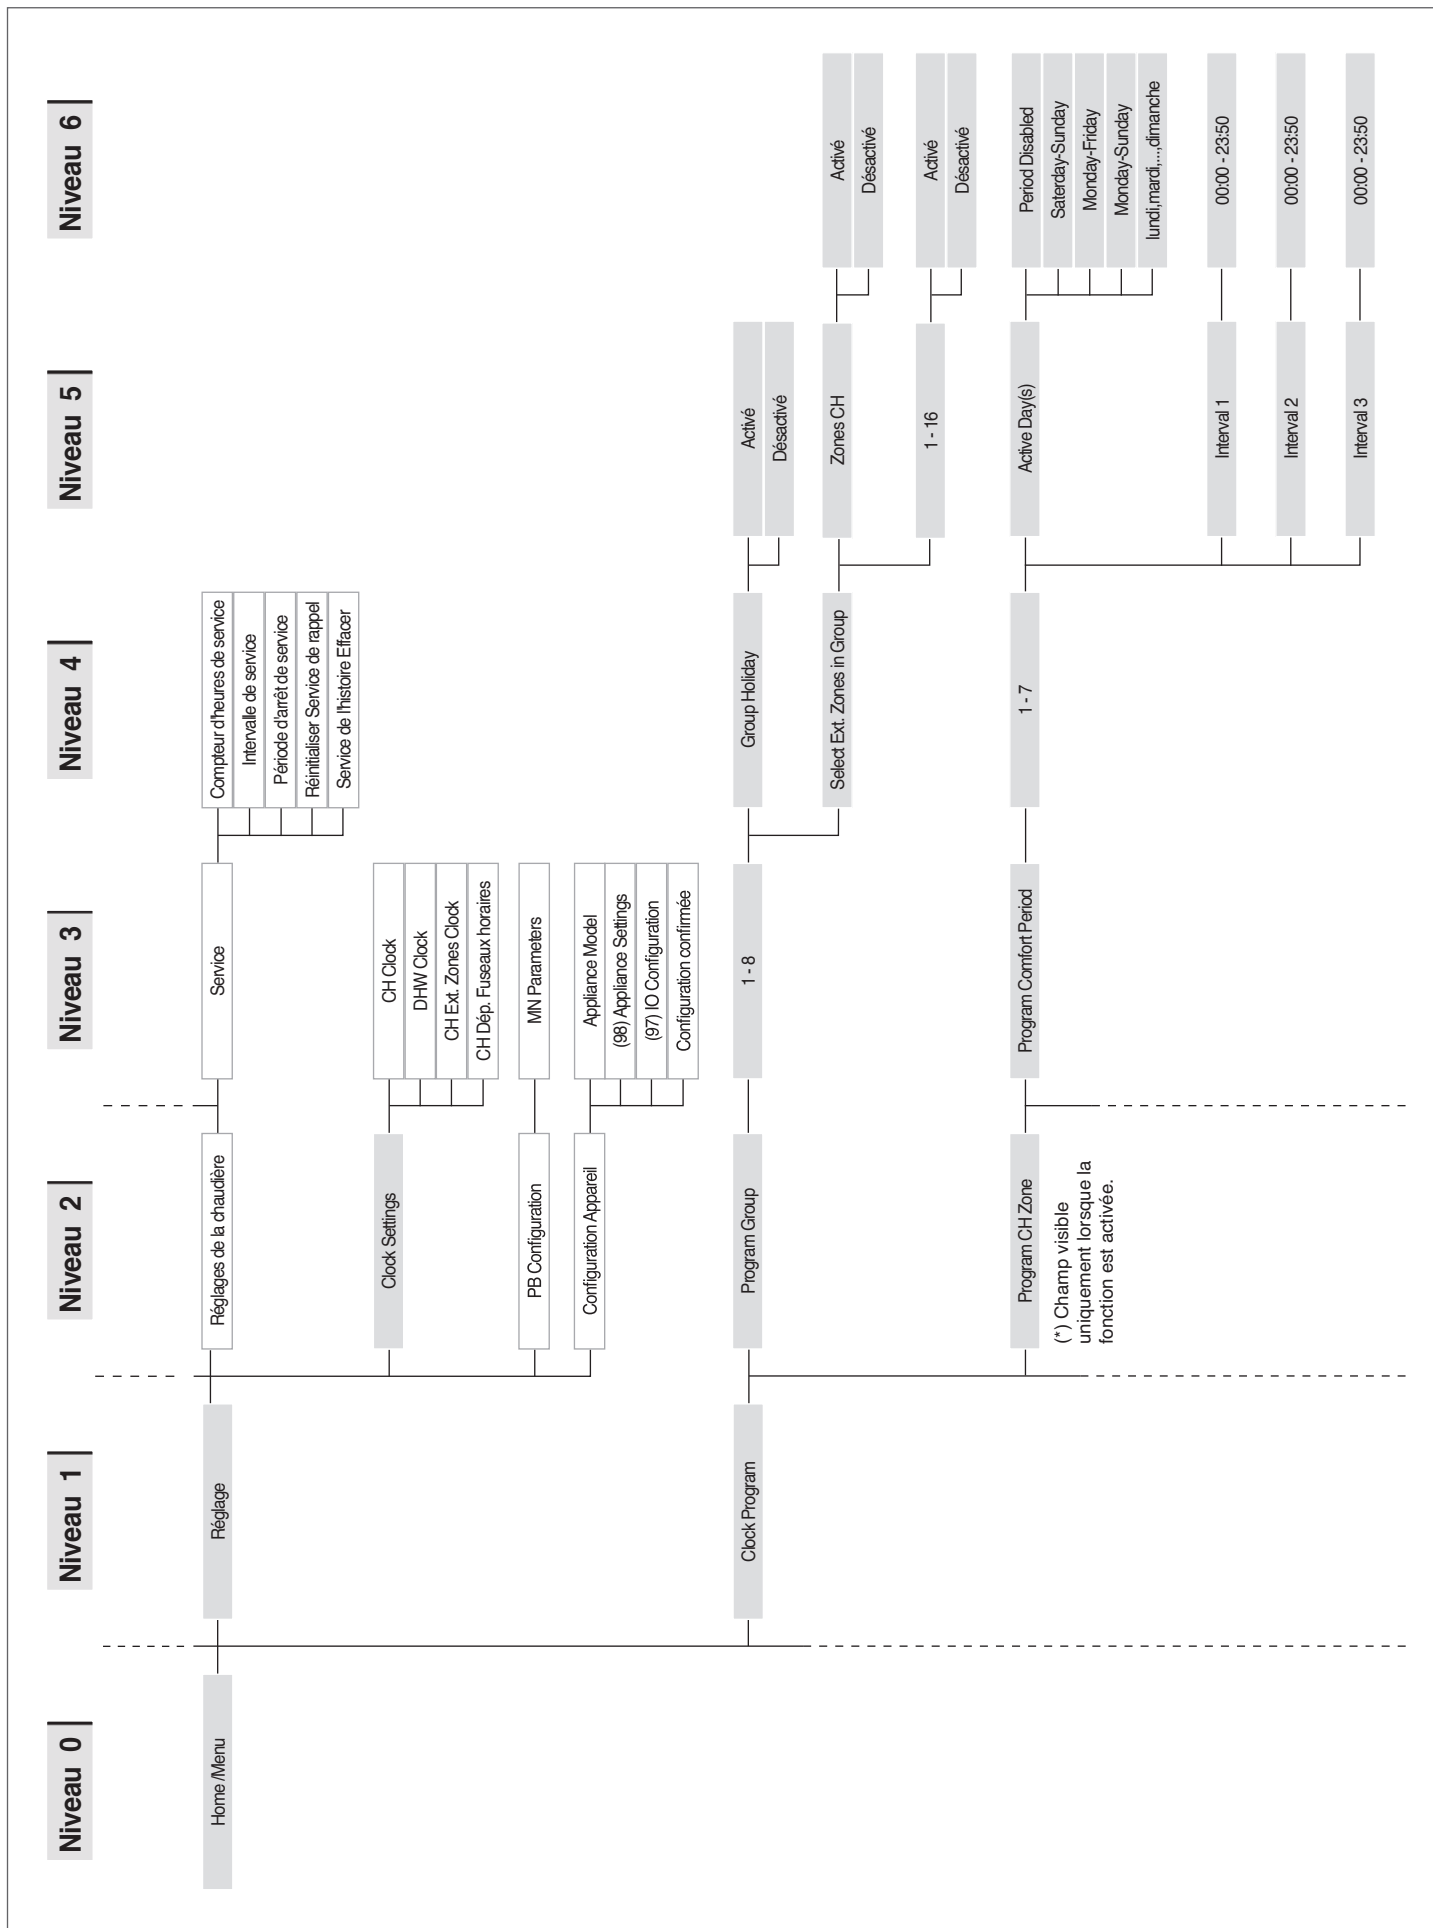 Niveau 0
Niveau 1
Niveau 2
Niveau 3
Niveau 4
Niveau 5
Niveau 6
Home /Menu
Réglage
Réglages de la chaudière
Service
Compteur d'heures de service
Intervalle de service
Période d'arrêt de service
Réinitialiser Service de rappel
Service de l'histoire Effacer
Clock Settings
CH Clock
DHW Clock
CH Ext. Zones Clock
CH Dép. Fuseaux horaires
PB Configuration
MN Parameters
Configuration Appareil
Appliance Model
(98) Appliance Settings
(97) IO Configuration
Configuration confirmée
Clock Program
Program Group
1 - 8
Group Holiday
Activé
Désactivé
Select Ext. Zones in Group
Zones CH
Activé
Désactivé
1 - 16
Activé
Désactivé
Program CH Zone
Program Comfort Period
1 - 7
Active Day(s)
Period Disabled
Saterday-Sunday
Monday-Friday
Monday-Sunday
lundi,mardi,...,dimanche
Interval 1
00:00 - 23:50
Interval 2
00:00 - 23:50
Interval 3
00:00 - 23:50
(*) Champ visible
uniquement lorsque la
fonction est activée.